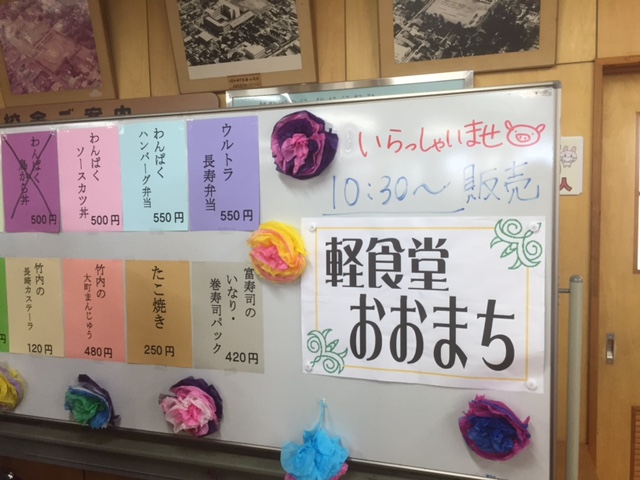 いらっしゃいませ
10:30〜 販売
軽食堂
おおまち
ウルトラ
長寿弁当
550円
わんぱく
ハンバーグ弁当
550円
わんぱく
ソースカツ丼
500円
わんぱく
500円
富寿司の
いなり・
巻寿司パック
420円
たこ焼き
250円
竹内の
大町まんじゅう
480円
竹内の
長崎カステーラ
120円
円
人